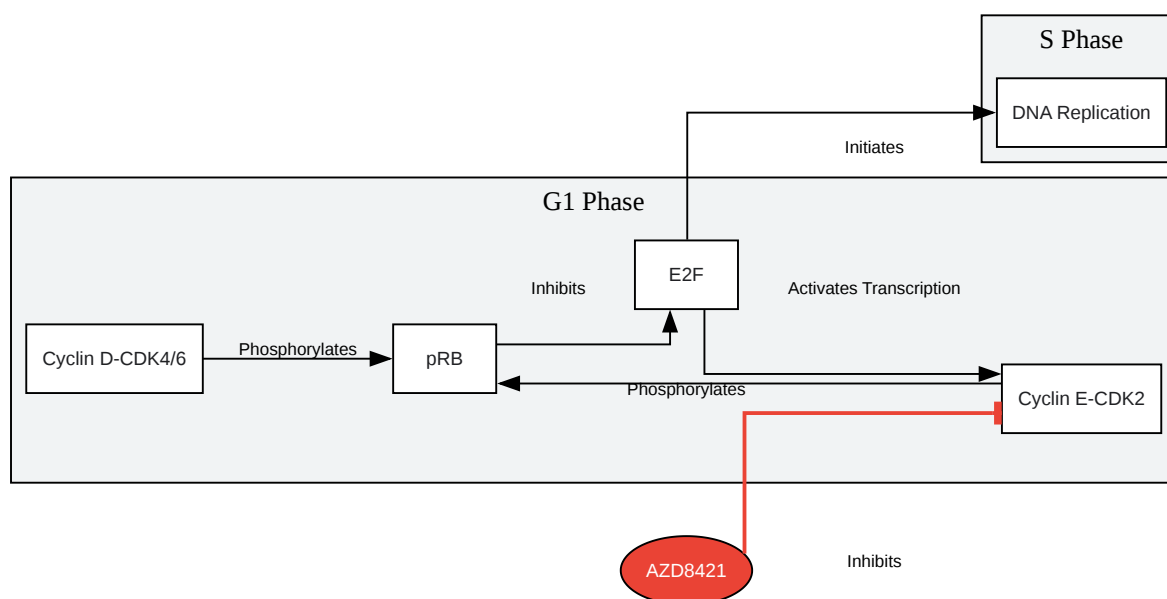 S Phase
DNA Replication
Initiates
G1 Phase
E2F
Inhibits
Activates Transcription
Cyclin D-CDK4/6
Phosphorylates
pRB
Phosphorylates
Cyclin E-CDK2
AZD8421
Inhibits